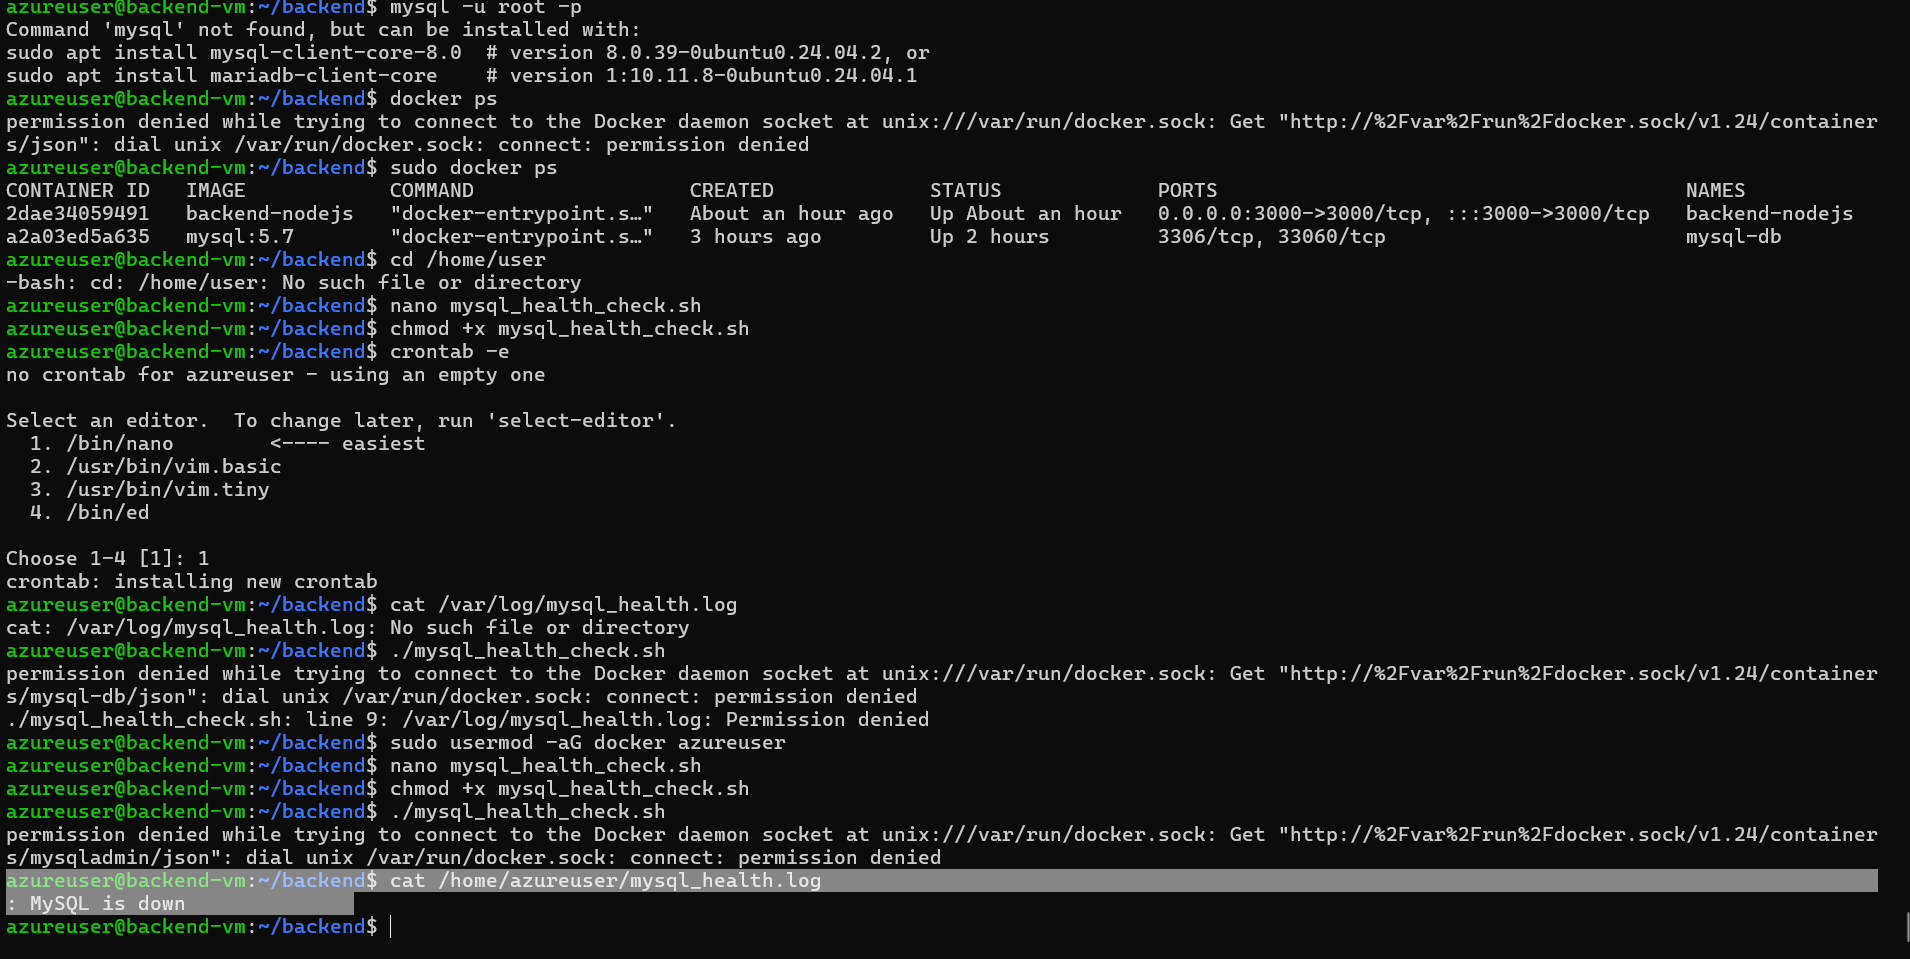 azureuser@backend-vm:~/backend$ mysql -u root -p
Command 'mysql' not found, but can be installed with:
sudo apt install mysql-client-core-8.0  # version 8.0.39-0ubuntu0.24.04.2, or
sudo apt install mariadb-client-core    # version 1:10.11.8-0ubuntu0.24.04.1
azureuser@backend-vm:~/backend$ docker ps
permission denied while trying to connect to the Docker daemon socket at unix:///var/run/docker.sock: Get "http://%2Fvar%2Frun%2Fdocker.sock/v1.24/container
s/json": dial unix /var/run/docker.sock: connect: permission denied
azureuser@backend-vm:~/backend$ sudo docker ps
CONTAINER ID   IMAGE            COMMAND                  CREATED             STATUS             PORTS                                       NAMES
2dae34059491   backend-nodejs   "docker-entrypoint.s…"   About an hour ago   Up About an hour   0.0.0.0:3000->3000/tcp, :::3000->3000/tcp   backend-nodejs
a2a03ed5a635   mysql:5.7        "docker-entrypoint.s…"   3 hours ago         Up 2 hours         3306/tcp, 33060/tcp                         mysql-db
azureuser@backend-vm:~/backend$ cd /home/user
-bash: cd: /home/user: No such file or directory
azureuser@backend-vm:~/backend$ nano mysql_health_check.sh
azureuser@backend-vm:~/backend$ chmod +x mysql_health_check.sh
azureuser@backend-vm:~/backend$ crontab -e
no crontab for azureuser - using an empty one

Select an editor.  To change later, run 'select-editor'.
  1. /bin/nano        <---- easiest
  2. /usr/bin/vim.basic
  3. /usr/bin/vim.tiny
  4. /bin/ed

Choose 1-4 [1]: 1
crontab: installing new crontab
azureuser@backend-vm:~/backend$ cat /var/log/mysql_health.log
cat: /var/log/mysql_health.log: No such file or directory
azureuser@backend-vm:~/backend$ ./mysql_health_check.sh
permission denied while trying to connect to the Docker daemon socket at unix:///var/run/docker.sock: Get "http://%2Fvar%2Frun%2Fdocker.sock/v1.24/container
s/mysql-db/json": dial unix /var/run/docker.sock: connect: permission denied
./mysql_health_check.sh: line 9: /var/log/mysql_health.log: Permission denied
azureuser@backend-vm:~/backend$ sudo usermod -aG docker azureuser
azureuser@backend-vm:~/backend$ nano mysql_health_check.sh
azureuser@backend-vm:~/backend$ chmod +x mysql_health_check.sh
azureuser@backend-vm:~/backend$ ./mysql_health_check.sh
permission denied while trying to connect to the Docker daemon socket at unix:///var/run/docker.sock: Get "http://%2Fvar%2Frun%2Fdocker.sock/v1.24/container
s/mysqladmin/json": dial unix /var/run/docker.sock: connect: permission denied
azureuser@backend-vm:~/backend$ cat /home/azureuser/mysql_health.log
: MySQL is down
azureuser@backend-vm:~/backend$